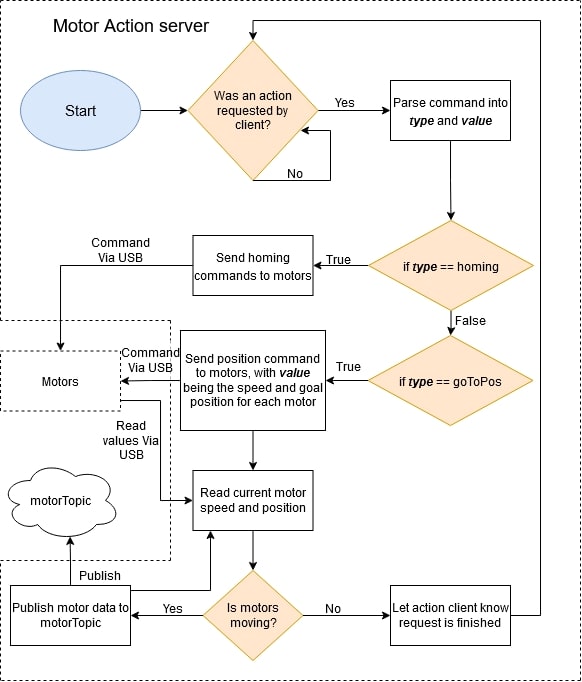 Motor Action server
Start
Was an action
requested by
client?
Yes
No
Parse command into
type and value
if type == homing
True
Send homing
commands to motors
Command
Via USB
False
if type == goToPos
True
Send position command
to motors, with value
being the speed and goal
position for each motor
Command
Via USB
Motors
Read
values Via
USB
Read current motor
speed and position
motorTopic
Publish
Publish motor data to
motorTopic
Yes
Is motors
moving?
No
Let action client know
request is finished